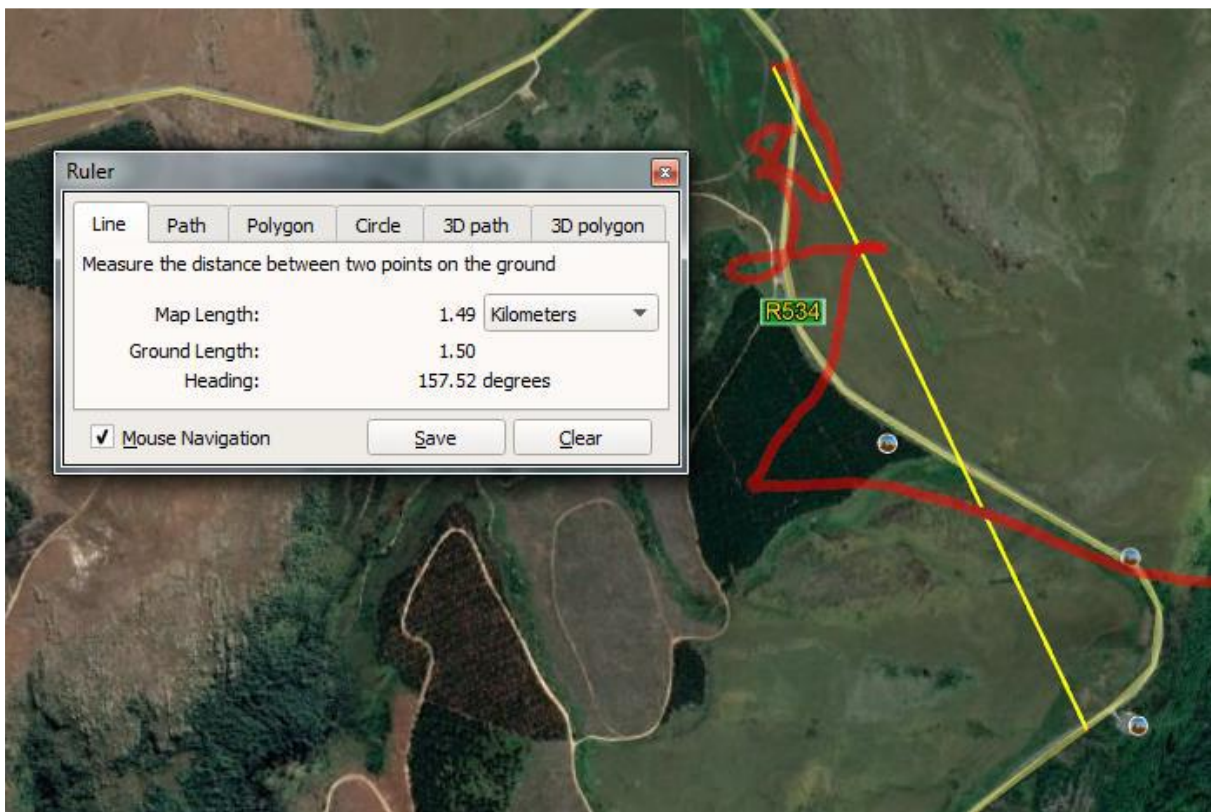 Ruler
Line Path Polygon Circle 3D path 3D polygon
Measure the distance between two points on the ground
Map Length: 1.49 Kilometers
Ground Length: 1.50
Heading: 157.52 degrees
Mouse Navigation Save Clear
R534